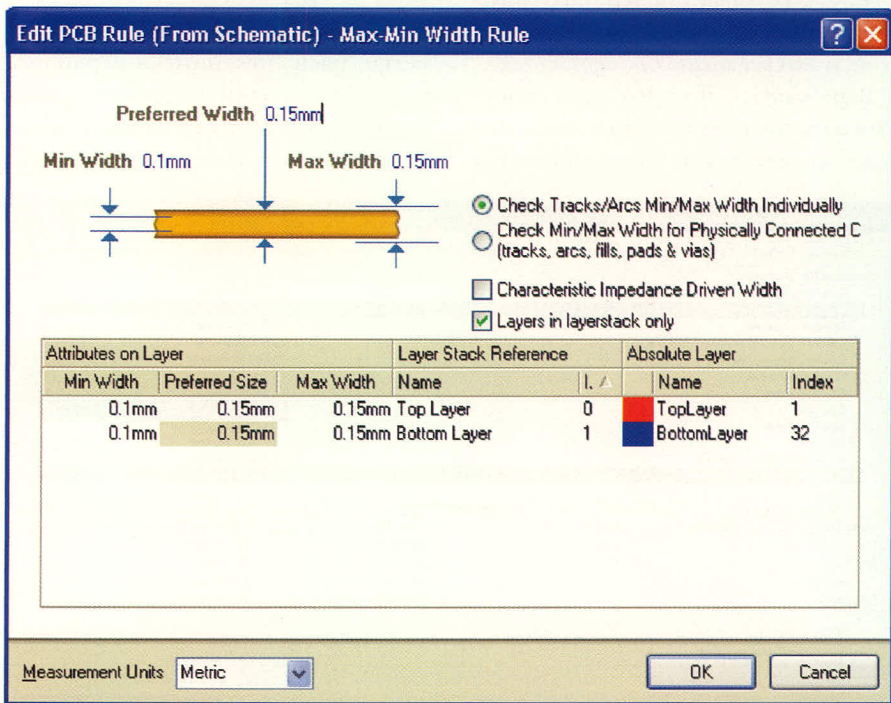 Edit PCB Rule (From Schematic) - Max-Min Width Rule
Preferred Width 0.15mm
Min Width 0.1mm
Max Width 0.15mm
Check Tracks/Arcs Min/Max Width Individually
Check Min/Max Width for Physically Connected C
(tracks, arcs, fills, pads & vias)
Characteristic Impedance Driven Width
Layers in layerstack only
Attributes on Layer Layer Stack Reference Absolute Layer
Min Width Preferred Size Max Width Name I. Name Index
0.1mm 0.15mm 0.15mm Top Layer 0 TopLayer 1
0.1mm 0.15mm 0.15mm Bottom Layer 1 BottomLayer 32
Measurement Units Metric OK Cancel